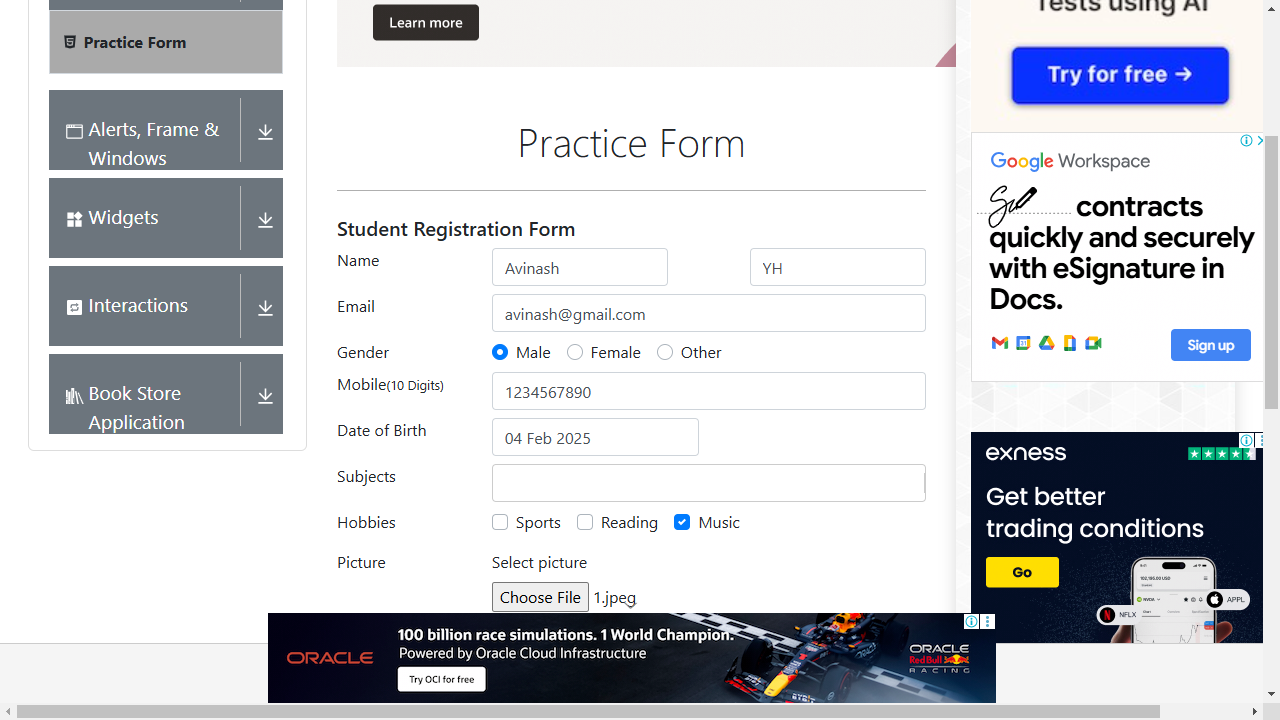 Learn more
Tests using AI
Practice Form
Try for free →
Alerts, Frame &
Windows
Widgets
Interactions
Book Store
Application
Practice Form
Student Registration Form
Name
Avinash
YH
Email
avinash@gmail.com
Gender
Male
Female
Other
Mobile(10 Digits)
1234567890
Date of Birth
04 Feb 2025
Subjects
Hobbies
Sports
Reading
Music
Picture
Select picture
Choose File 1.jpeg
Google Workspace
contracts
quickly and securely
with eSignature in
Docs.
Sign up
exness
Get better
trading conditions
Go
APPL
NFLX
ORACLE
100 billion race simulations. 1 World Champion.
Powered by Oracle Cloud Infrastructure
Try OCI for free
ORACLE
Red Bull
RACING